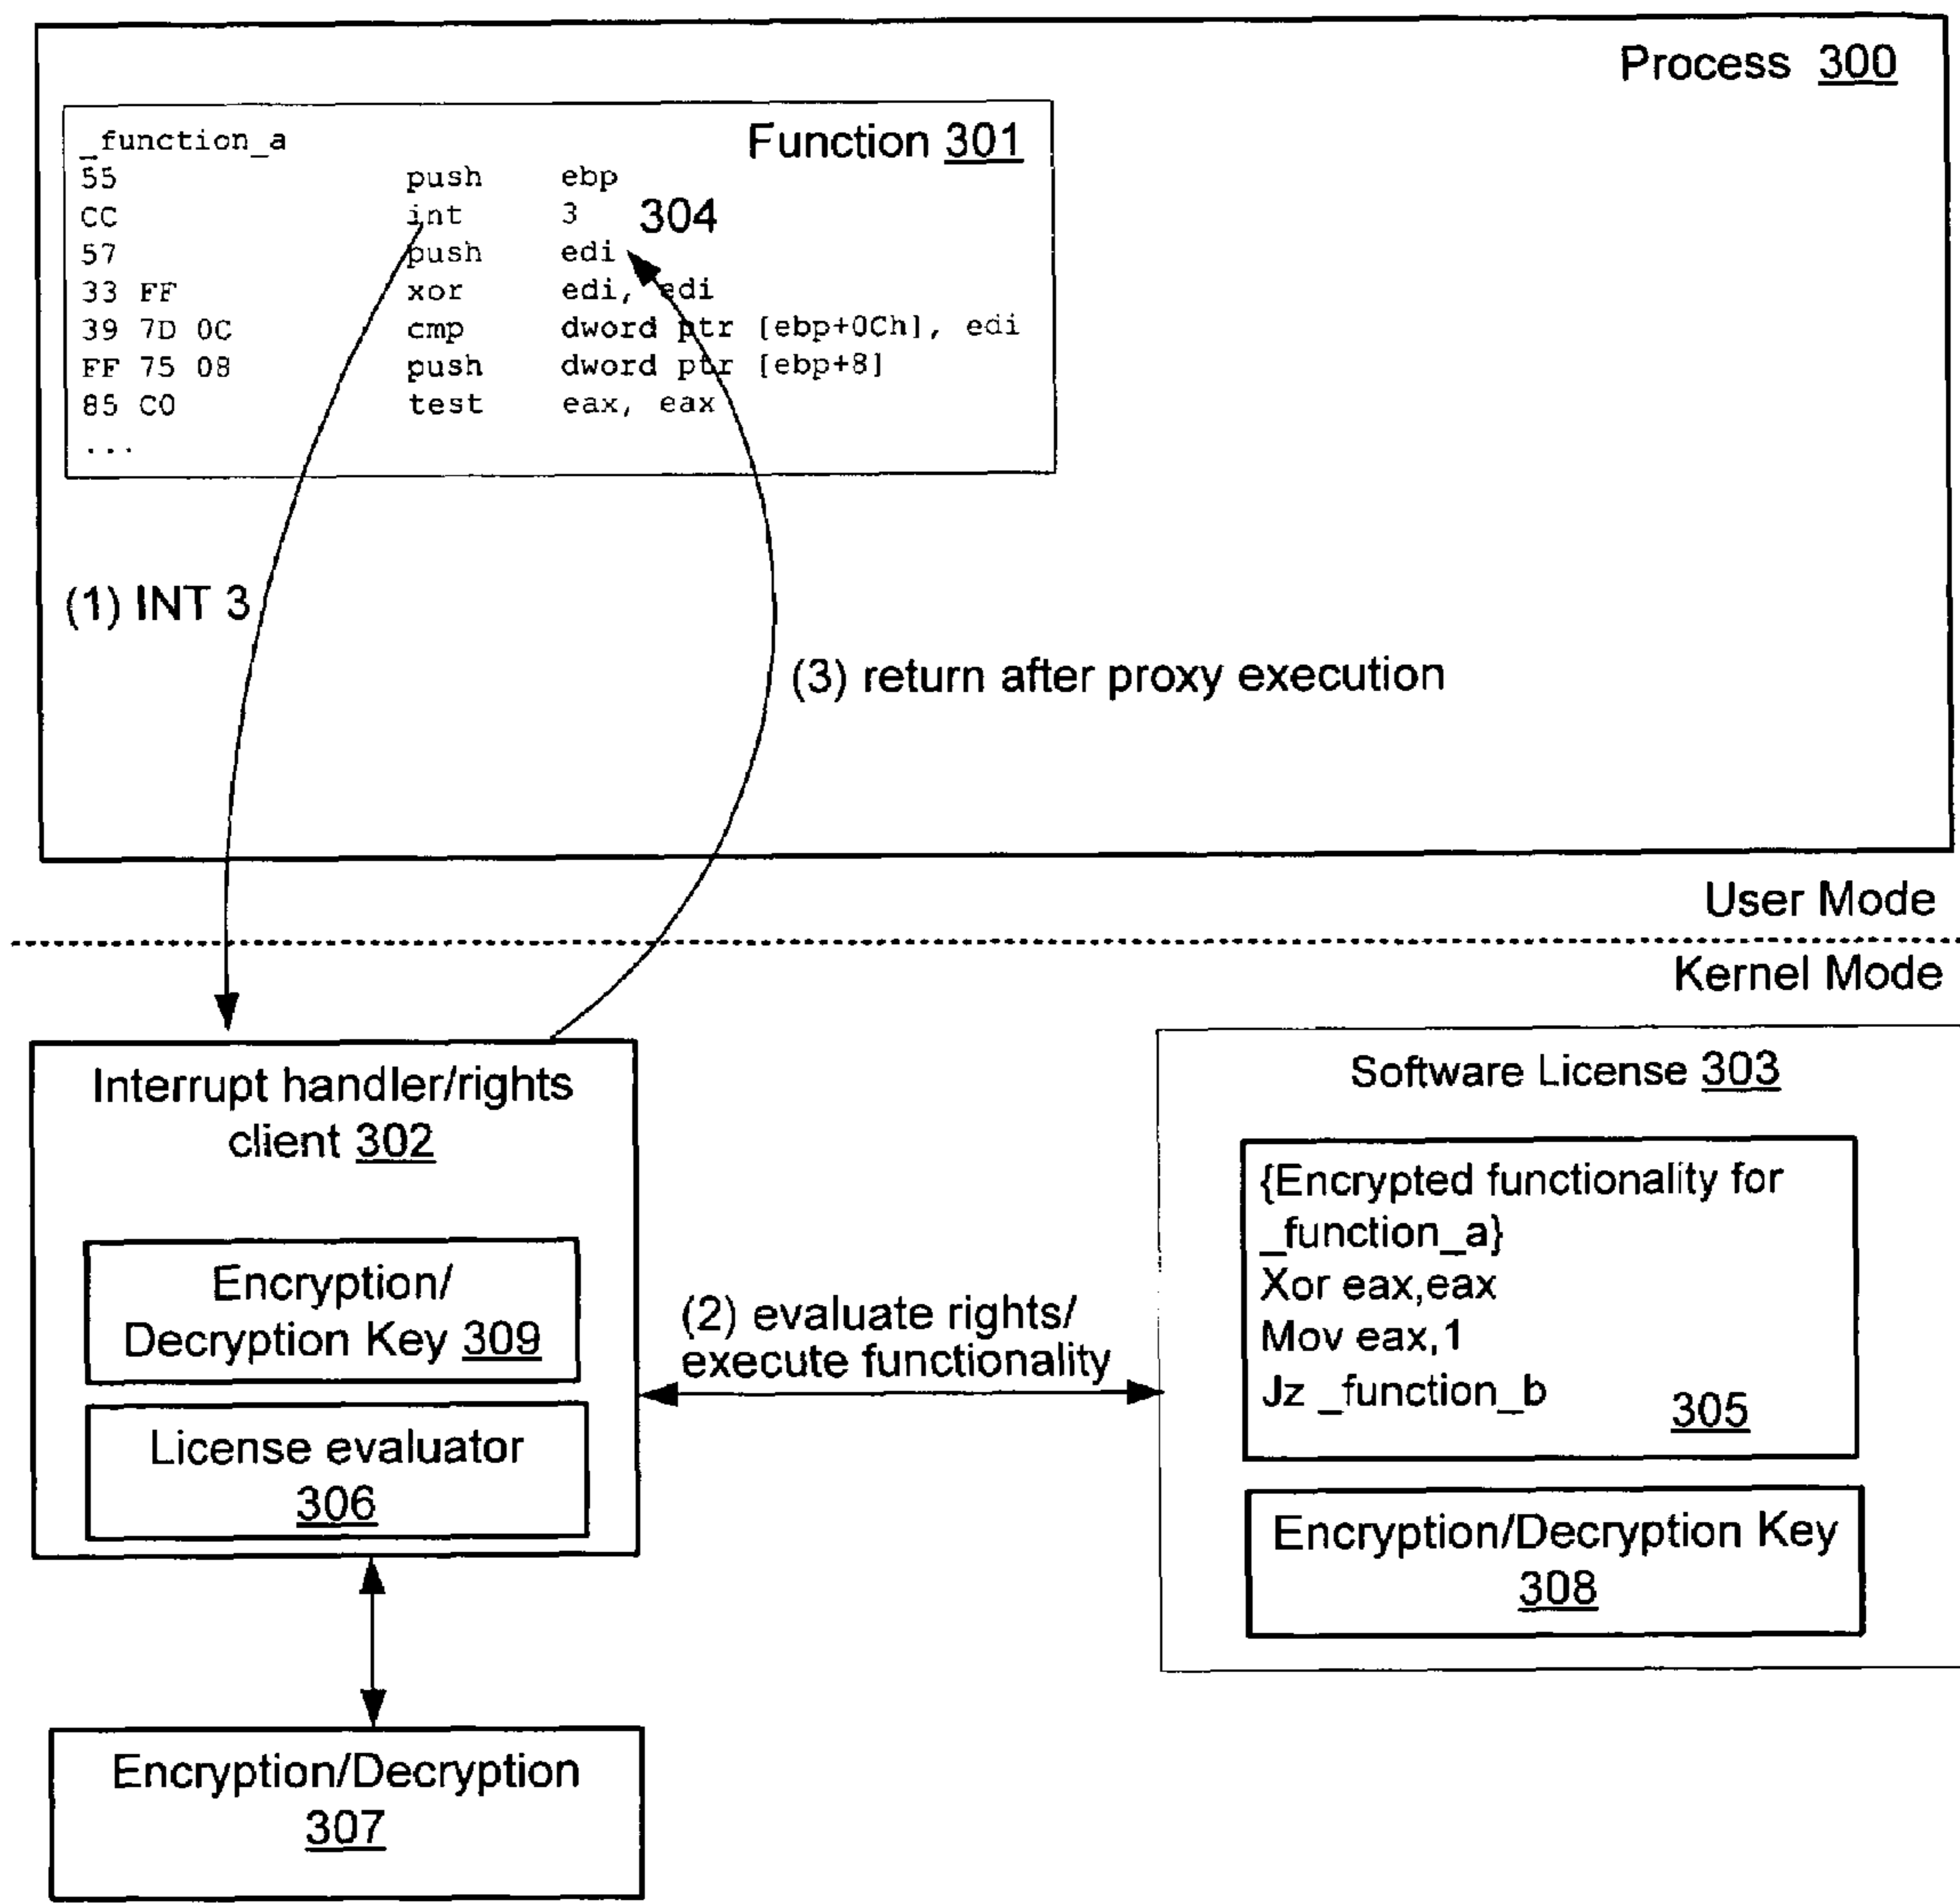 Process 300
Function 301
_function_a
55 push ebp
CC int 3 304
57 push edi
33 FF xor edi, edi
39 7D 0C cmp dword ptr [ebp+0Ch], edi
FF 75 08 push dword ptr [ebp+8]
85 C0 test eax, eax
...
(1) INT 3
(3) return after proxy execution
User Mode
Kernel Mode
Interrupt handler/rights
client 302
Encryption/
Decryption Key 309
License evaluator
306
(2) evaluate rights/
execute functionality
Software License 303
{Encrypted functionality for
_function_a}
Xor eax,eax
Mov eax,1
Jz _function_b
305
Encryption/Decryption Key
308
Encryption/Decryption
307